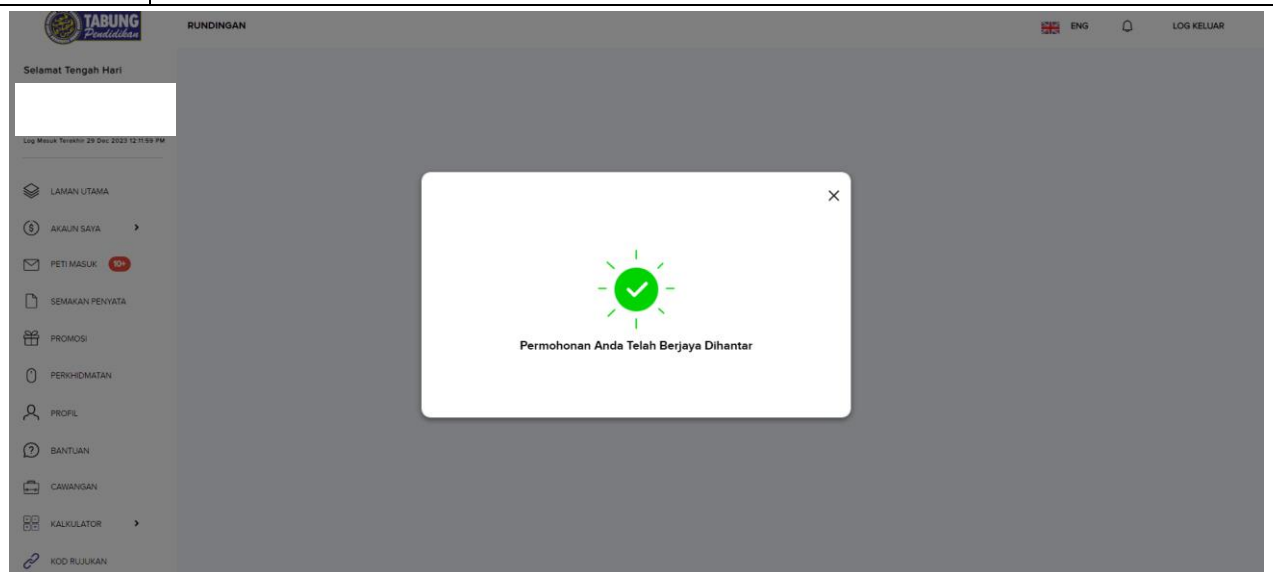 TABUNG
Pendidikan
RUNDINGAN
ENG
LOG KELUAR
Selamat Tengah Hari
Log Masuk Terakhir 29 Dec 2023 12:11:59 PM
LAMAN UTAMA
AKAUN SAYA
PETI MASUK 10+
SEMAKAN PENYATA
PROMOSI
PERKHIDMATAN
PROFIL
BANTUAN
CAWANGAN
KALKULATOR
KOD RUJUKAN
Permohonan Anda Telah Berjaya Dihantar